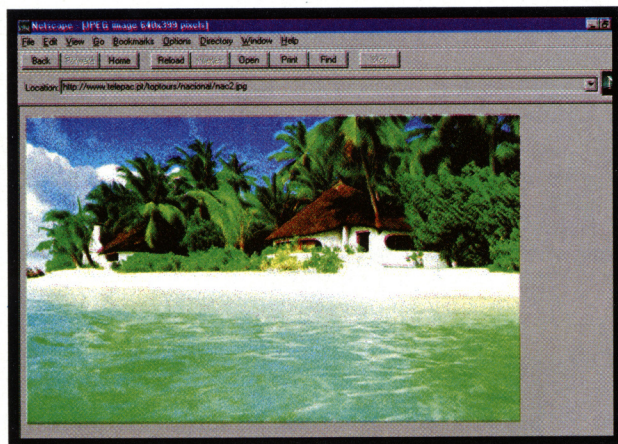 Netscape - [JPEG image 640x399 pixels]
File Edit View Go Bookmarks Options Directory Window Help
Back Home Reload Open Print Find
Location: http://www.telepac.pt/toptours/nacional/nac2.jpg